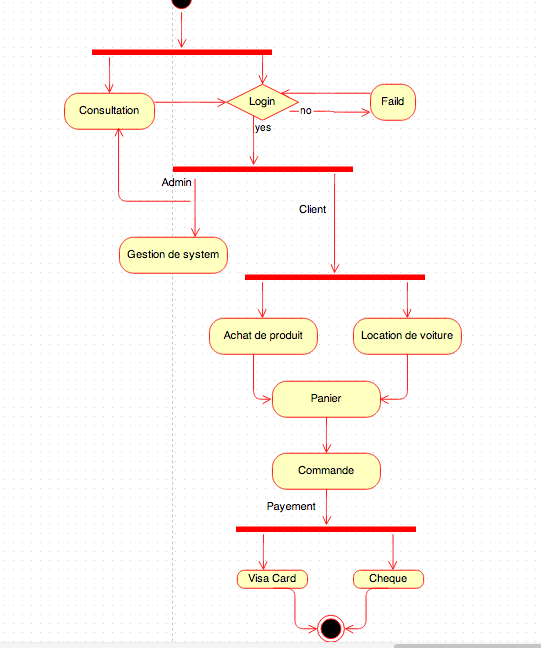 Consultation
Login
Faild
no
yes
Admin
Client
Gestion de system
Achat de produit
Location de voiture
Panier
Commande
Payement
Visa Card
Cheque